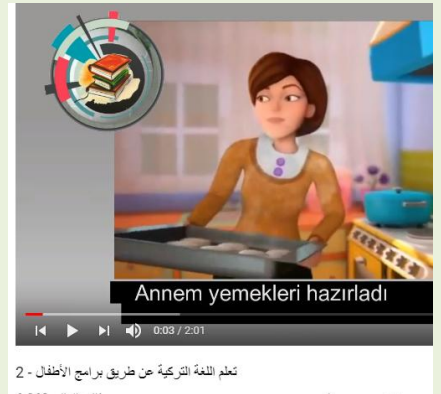 Annem yemekleri hazırladı
0:03 / 2:01
تعلم اللغة التركية عن طريق برامج الأطفال - 2